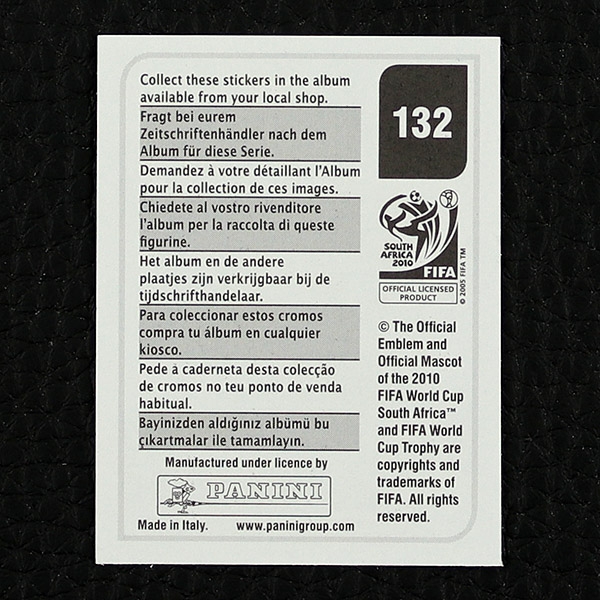 Collect these stickers in the album
available from your local shop.
Fragt bei eurem
Zeitschriftenhändler nach dem
Album für diese Serie.
Demandez à votre détaillant l'Album
pour la collection de ces images.
Chiedete al vostro rivenditore
l'album per la raccolta di queste
figurine.
Het album en de andere
plaatjes zijn verkrijgbaar bij de
tijdschrifthandelaar.
Para coleccionar estos cromos
compra tu álbum en cualquier
kiosco.
Pede à caderneta desta colecção
de cromos no teu ponto de venda
habitual.
Bayinizden aldığınız albümü bu
çıkartmalar ile tamamlayın.
Manufactured under licence by
PANINI
Made in Italy. www.paninigroup.com
132
SOUTH
AFRICA
2010
FIFA
OFFICIAL LICENSED
PRODUCT
© 2005 FIFA TM
© The Official
Emblem and
Official Mascot
of the 2010
FIFA World Cup
South Africa™
and FIFA World
Cup Trophy are
copyrights and
trademarks of
FIFA. All rights
reserved.